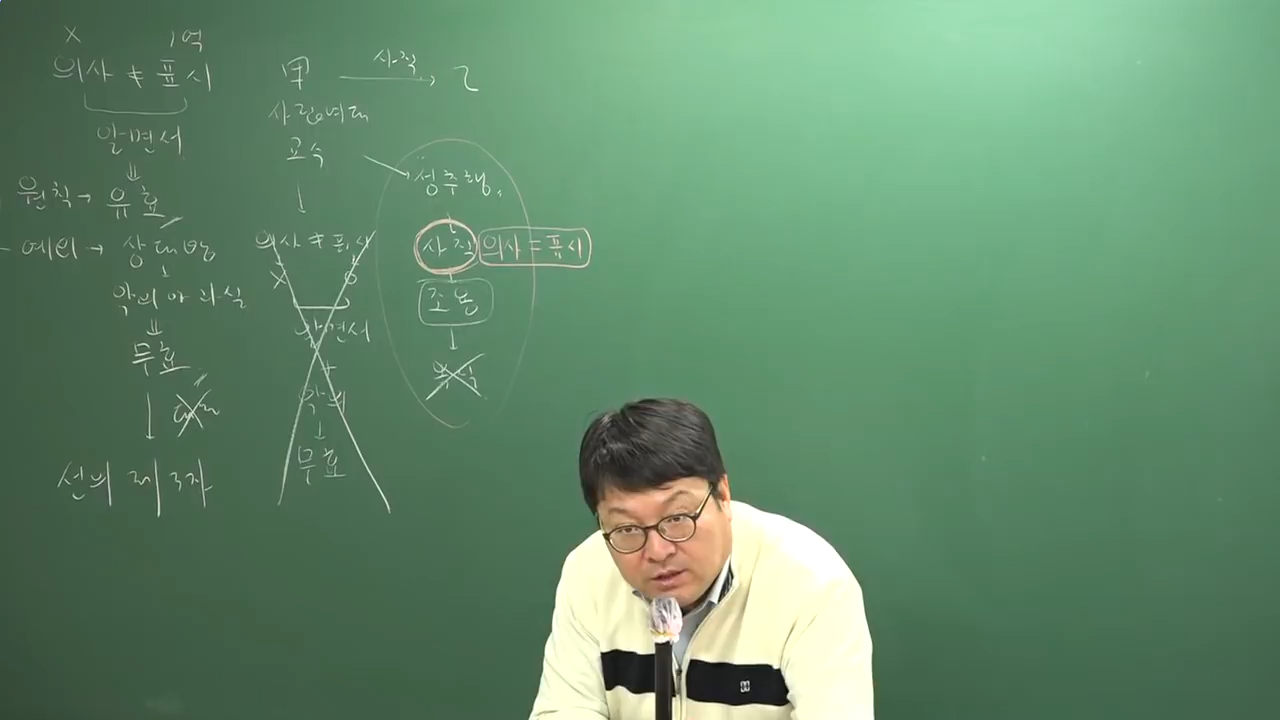 × 1억
의사 ≠ 표시
알면서
⇓
원칙 → 유효
- 예외 → 상대방
악의 or 과실
⇓
무효
↓
선의 제3자
甲 사직 → 乙
사립여대
교수
↓
의사 ≠ 표시
× ○
알면서
+
악의
↓
무효
성추행
↓
사직 의사 = 표시
조용
↓